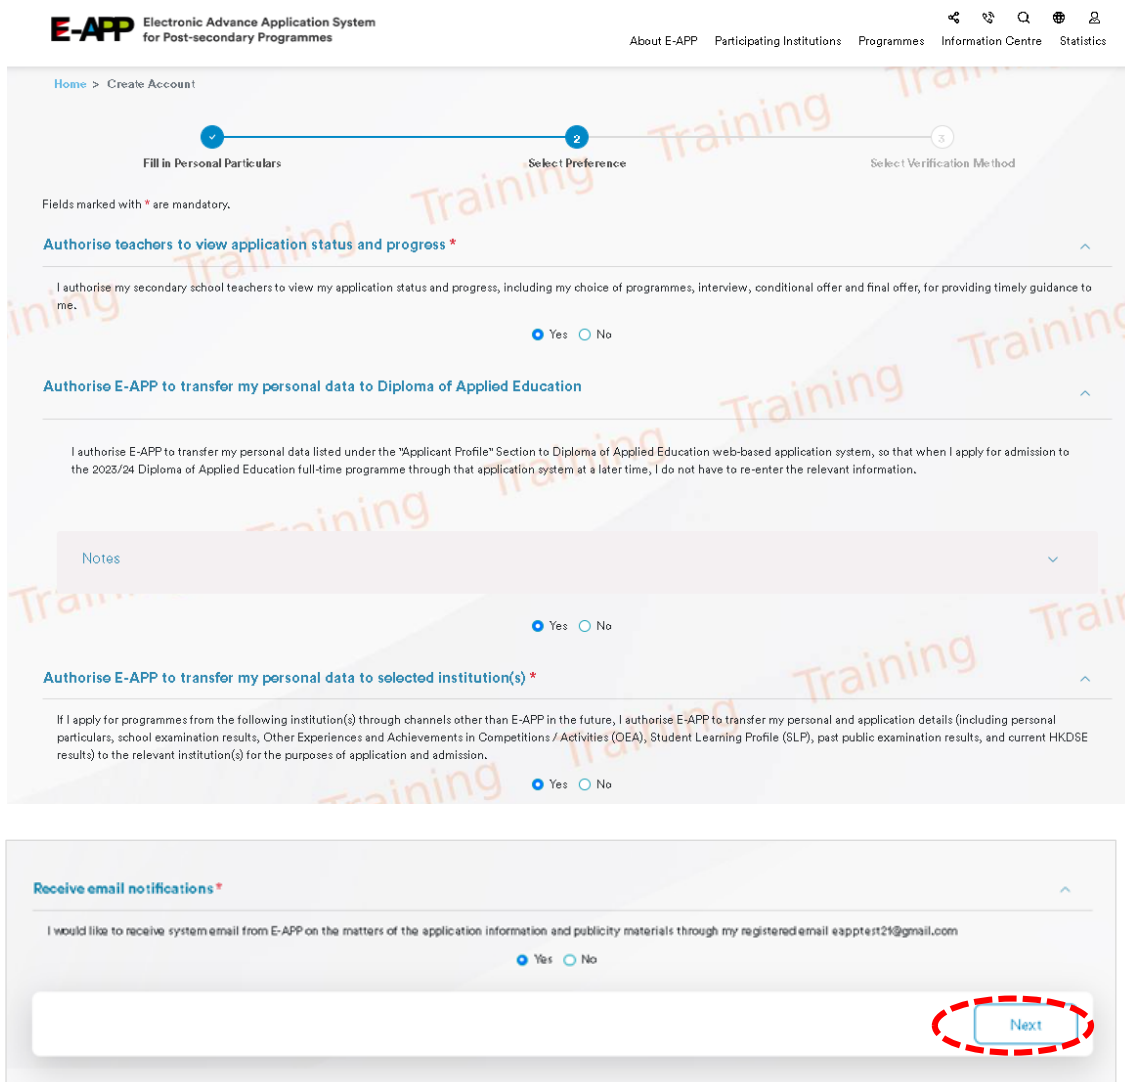 E-APP Electronic Advance Application System
for Post-secondary Programmes
About E-APP Participating Institutions Programmes Information Centre Statistics
Home > Create Account
2
3
Fill in Personal Particulars
Select Preference
Select Verification Method
Fields marked with * are mandatory.
Authorise teachers to view application status and progress *
I authorise my secondary school teachers to view my application status and progress, including my choice of programmes, interview, conditional offer and final offer, for providing timely guidance to
me.
Yes No
Authorise E-APP to transfer my personal data to Diploma of Applied Education
I authorise E-APP to transfer my personal data listed under the "Applicant Profile" Section to Diploma of Applied Education web-based application system, so that when I apply for admission to
the 2023/24 Diploma of Applied Education full-time programme through that application system at a later time, I do not have to re-enter the relevant information.
Notes
Yes No
Authorise E-APP to transfer my personal data to selected institution(s) *
If I apply for programmes from the following institution(s) through channels other than E-APP in the future, I authorise E-APP to transfer my personal and application details (including personal
particulars, school examination results, Other Experiences and Achievements in Competitions / Activities (OEA), Student Learning Profile (SLP), past public examination results, and current HKDSE
results) to the relevant institution(s) for the purposes of application and admission.
Yes No
Receive email notifications *
I would like to receive system email from E-APP on the matters of the application information and publicity materials through my registered email eapptest21@gmail.com
Yes No
Next
Training Training Training Training
Training Training Training Training
Training Training Training Training